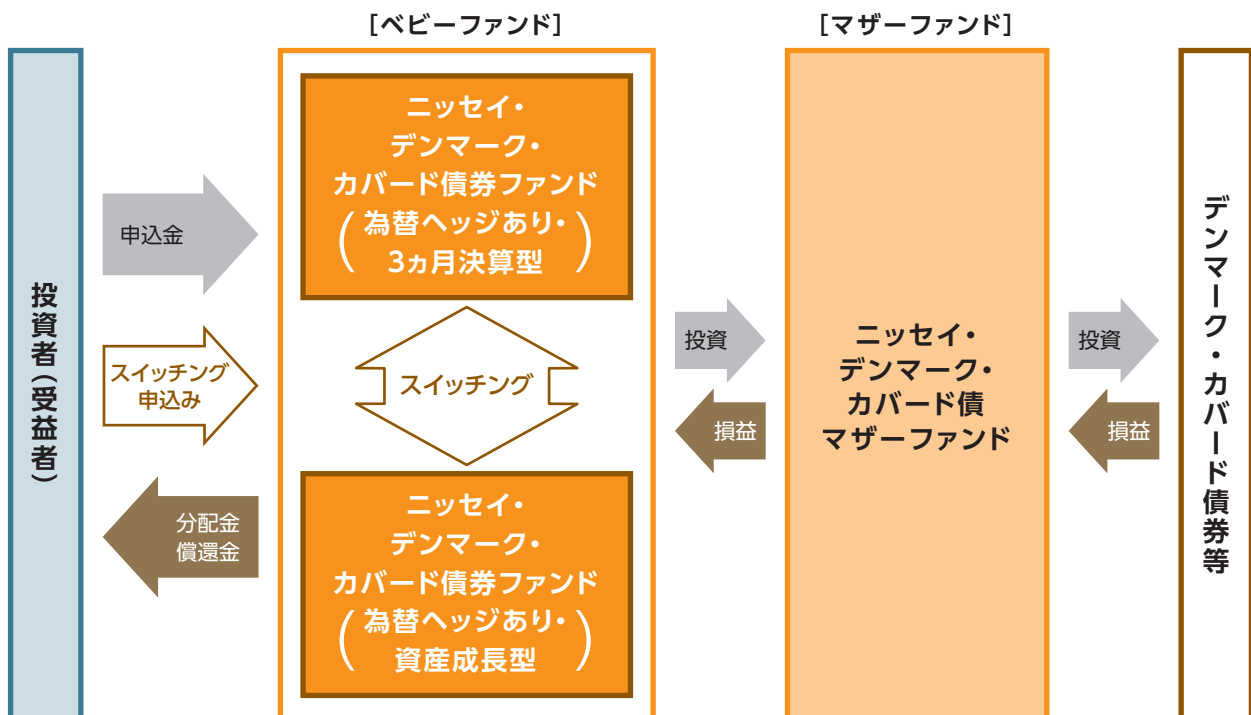 [ベビーファンド]
[マザーファンド]
投資者(受益者)
申込金
スイッチング
申込み
分配金
償還金
ニッセイ・
デンマーク・
カバード債券ファンド
(為替ヘッジあり・
3ヵ月決算型)
スイッチング
ニッセイ・
デンマーク・
カバード債券ファンド
(為替ヘッジあり・
資産成長型)
投資
損益
ニッセイ・
デンマーク・
カバード債
マザーファンド
投資
損益
デンマーク・カバード債券等